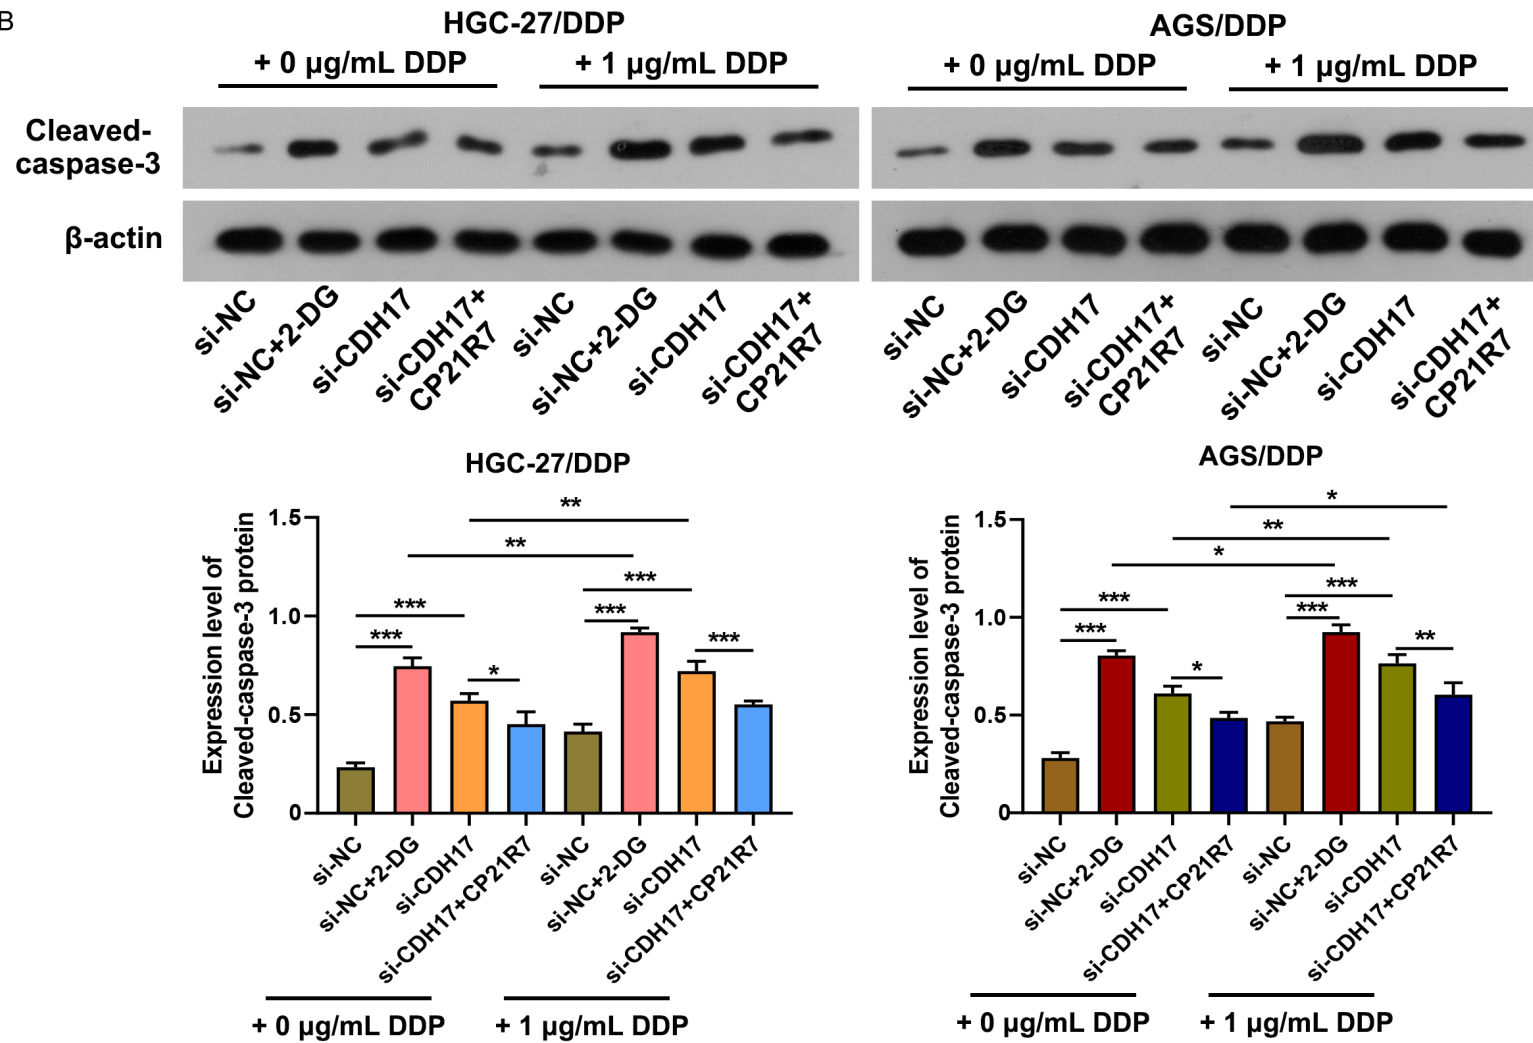 B
HGC-27/DDP
AGS/DDP
+ 0 μg/mL DDP
+ 1 μg/mL DDP
+ 0 μg/mL DDP
+ 1 μg/mL DDP
Cleaved-
caspase-3
β-actin
si-NC
si-NC+2-DG
si-CDH17
si-CDH17+
CP21R7
si-NC
si-NC+2-DG
si-CDH17
si-CDH17+
CP21R7
si-NC
si-NC+2-DG
si-CDH17
si-CDH17+
CP21R7
si-NC
si-NC+2-DG
si-CDH17
si-CDH17+
CP21R7
HGC-27/DDP
Expression level of
Cleaved-caspase-3 protein
1.5
1.0
0.5
0
**
**
***
***
***
***
***
*
si-NC
si-NC+2-DG
si-CDH17
si-CDH17+CP21R7
si-NC
si-NC+2-DG
si-CDH17
si-CDH17+CP21R7
+ 0 μg/mL DDP
+ 1 μg/mL DDP
AGS/DDP
Expression level of
Cleaved-caspase-3 protein
1.5
1.0
0.5
0
*
**
*
***
***
***
***
**
*
si-NC
si-NC+2-DG
si-CDH17
si-CDH17+CP21R7
si-NC
si-NC+2-DG
si-CDH17
si-CDH17+CP21R7
+ 0 μg/mL DDP
+ 1 μg/mL DDP